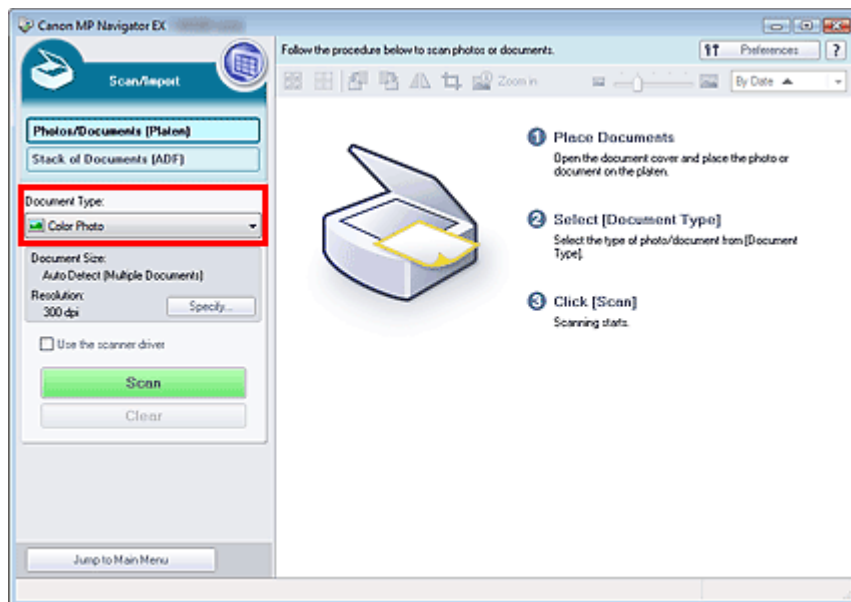 Canon MP Navigator EX
Scan/Import
Follow the procedure below to scan photos or documents.
Preferences
?
Zoom in
By Date
Photos/Documents (Platen)
Stack of Documents (ADF)
Document Type:
Color Photo
Document Size:
Auto Detect (Multiple Documents)
Resolution:
300 dpi
Specify...
Use the scanner driver
Scan
Clear
Jump to Main Menu
1 Place Documents
Open the document cover and place the photo or
document on the platen.
2 Select [Document Type]
Select the type of photo/document from [Document
Type].
3 Click [Scan]
Scanning starts.